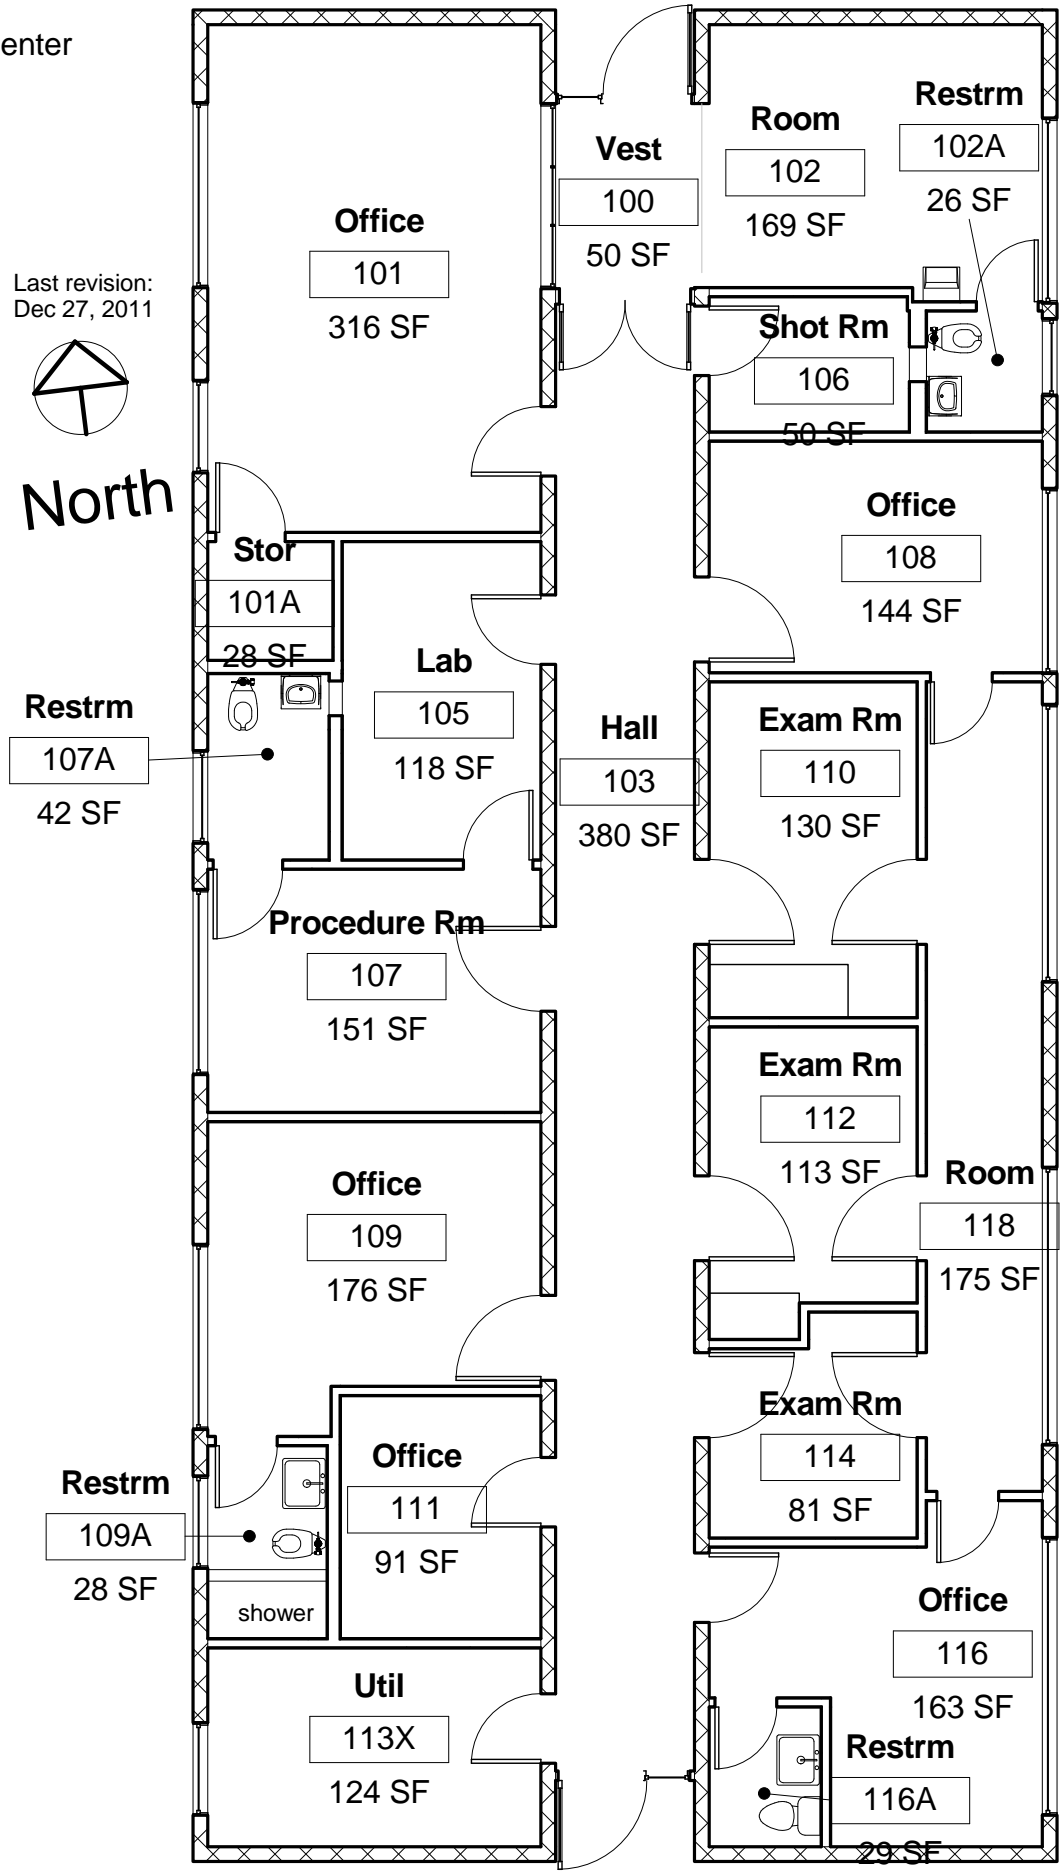 enter
Restrm
102A
26 SF
Room
102
169 SF
Vest
100
50 SF
Office
101
316 SF
Last revision:
Dec 27, 2011
North
Shot Rm
106
50 SF
Office
108
144 SF
Stor
101A
28 SF
Lab
105
118 SF
Restrm
107A
42 SF
Hall
103
380 SF
Exam Rm
110
130 SF
Procedure Rm
107
151 SF
Exam Rm
112
113 SF
Office
109
176 SF
Room
118
175 SF
Exam Rm
114
81 SF
Office
111
91 SF
Restrm
109A
28 SF
shower
Office
116
163 SF
Util
113X
124 SF
Restrm
116A
29 SF